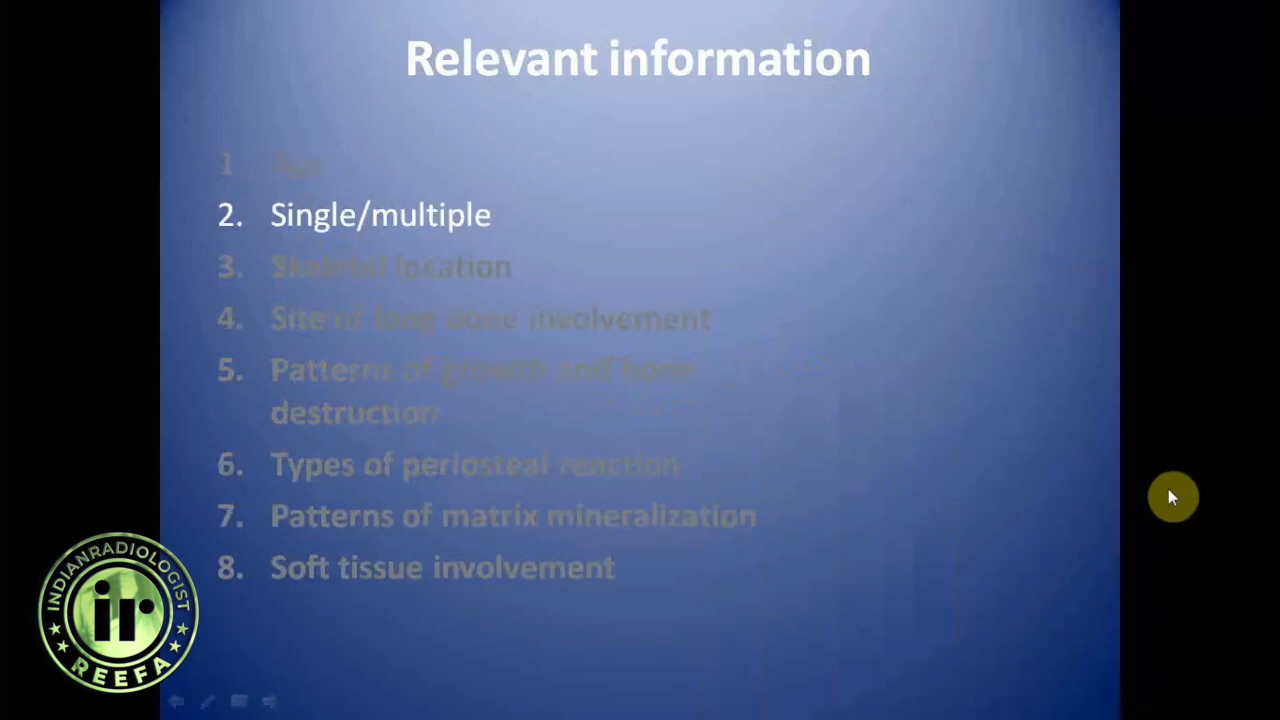 Relevant information
1
2. Single/multiple
3. Skeletal location
4. Site of long bone involvement
5. Patterns of growth and bone
destruction
6. Types of periosteal reaction
7. Patterns of matrix mineralization
8. Soft tissue involvement
INDIANRADIOLOGIST
ir
REEFA